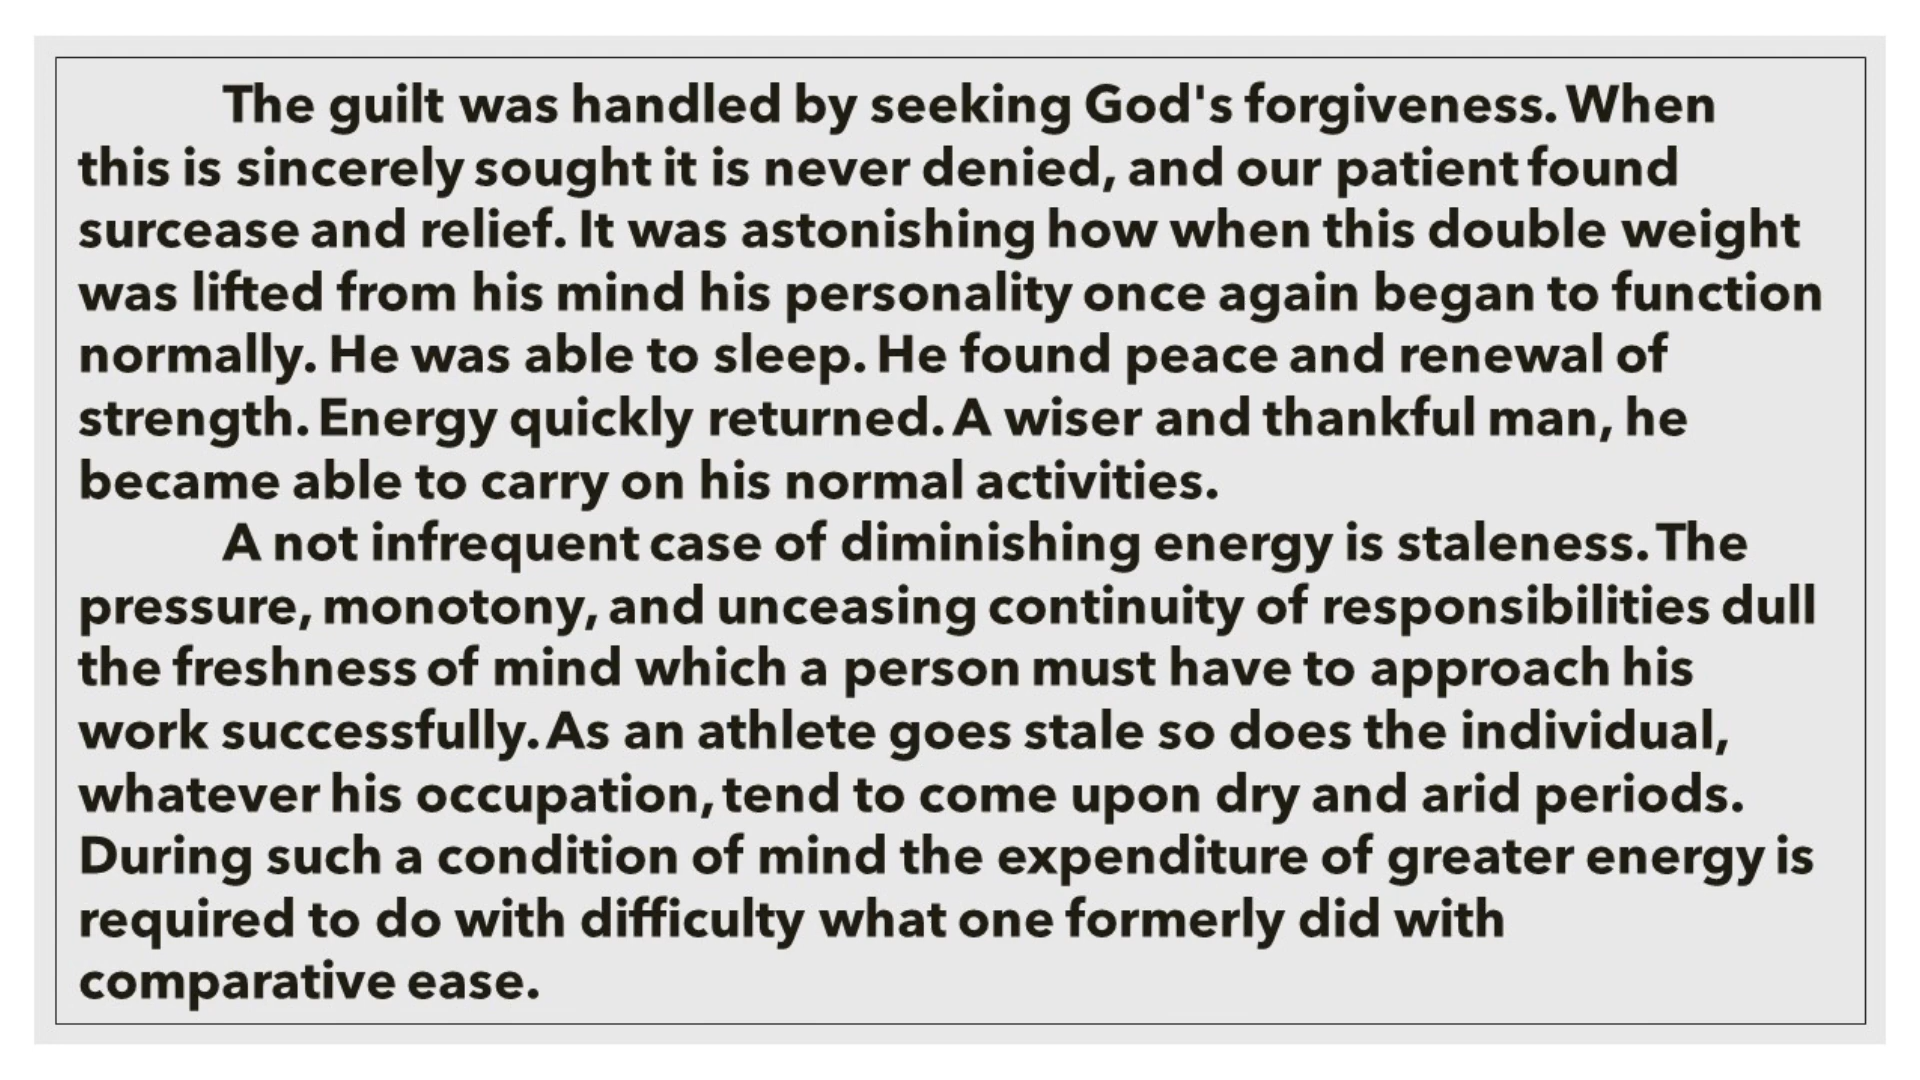 The guilt was handled by seeking God's forgiveness. When
this is sincerely sought it is never denied, and our patient found
surcease and relief. It was astonishing how when this double weight
was lifted from his mind his personality once again began to function
normally. He was able to sleep. He found peace and renewal of
strength. Energy quickly returned. A wiser and thankful man, he
became able to carry on his normal activities.
A not infrequent case of diminishing energy is staleness. The
pressure, monotony, and unceasing continuity of responsibilities dull
the freshness of mind which a person must have to approach his
work successfully. As an athlete goes stale so does the individual,
whatever his occupation, tend to come upon dry and arid periods.
During such a condition of mind the expenditure of greater energy is
required to do with difficulty what one formerly did with
comparative ease.